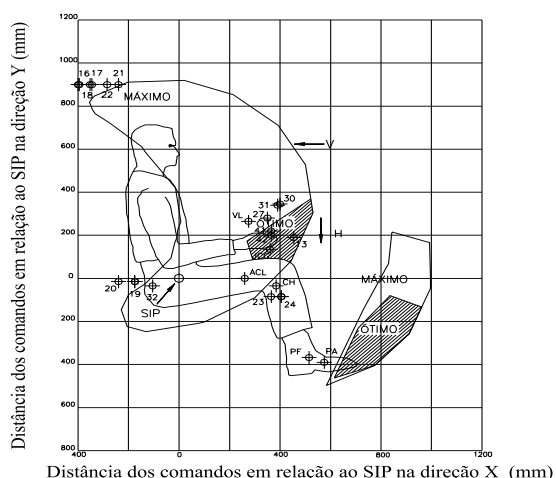 Distância dos comandos em relação ao SIP na direção Y (mm)
1200
1000
800
600
400
200
0
200
400
600
800
16 17 21
18 22
MÁXIMO
V
30
31
VL 27
ÓTIMO
H
13
ACL
CH
20 19 32
SIP
23 24
MÁXIMO
ÓTIMO
PF PA
400 0 400 800 1200
Distância dos comandos em relação ao SIP na direção X (mm)